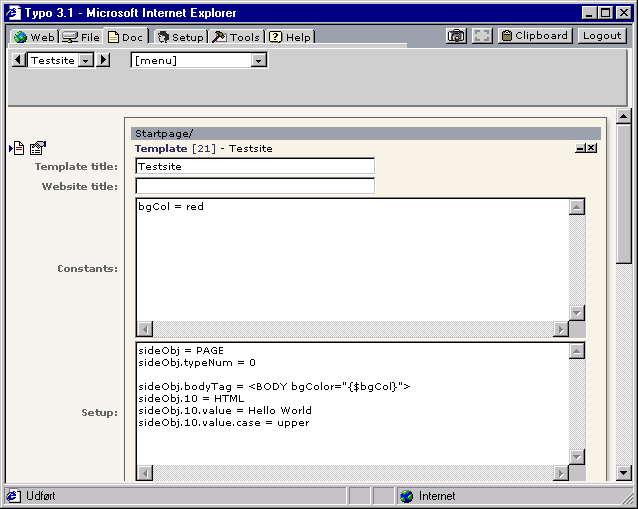 Typo 3.1 - Microsoft Internet Explorer
Web File Doc Setup Tools Help Clipboard Logout
Testsite [menu]
Startpage/
Template [21] - Testsite
Template title: Testsite
Website title:
Constants:
bgCol = red
Setup:
sideObj = PAGE
sideObj.typeNum = 0
sideObj.bodyTag = <BODY bgColor="{$bgCol}">
sideObj.10 = HTML
sideObj.10.value = Hello World
sideObj.10.value.case = upper
Udført Internet